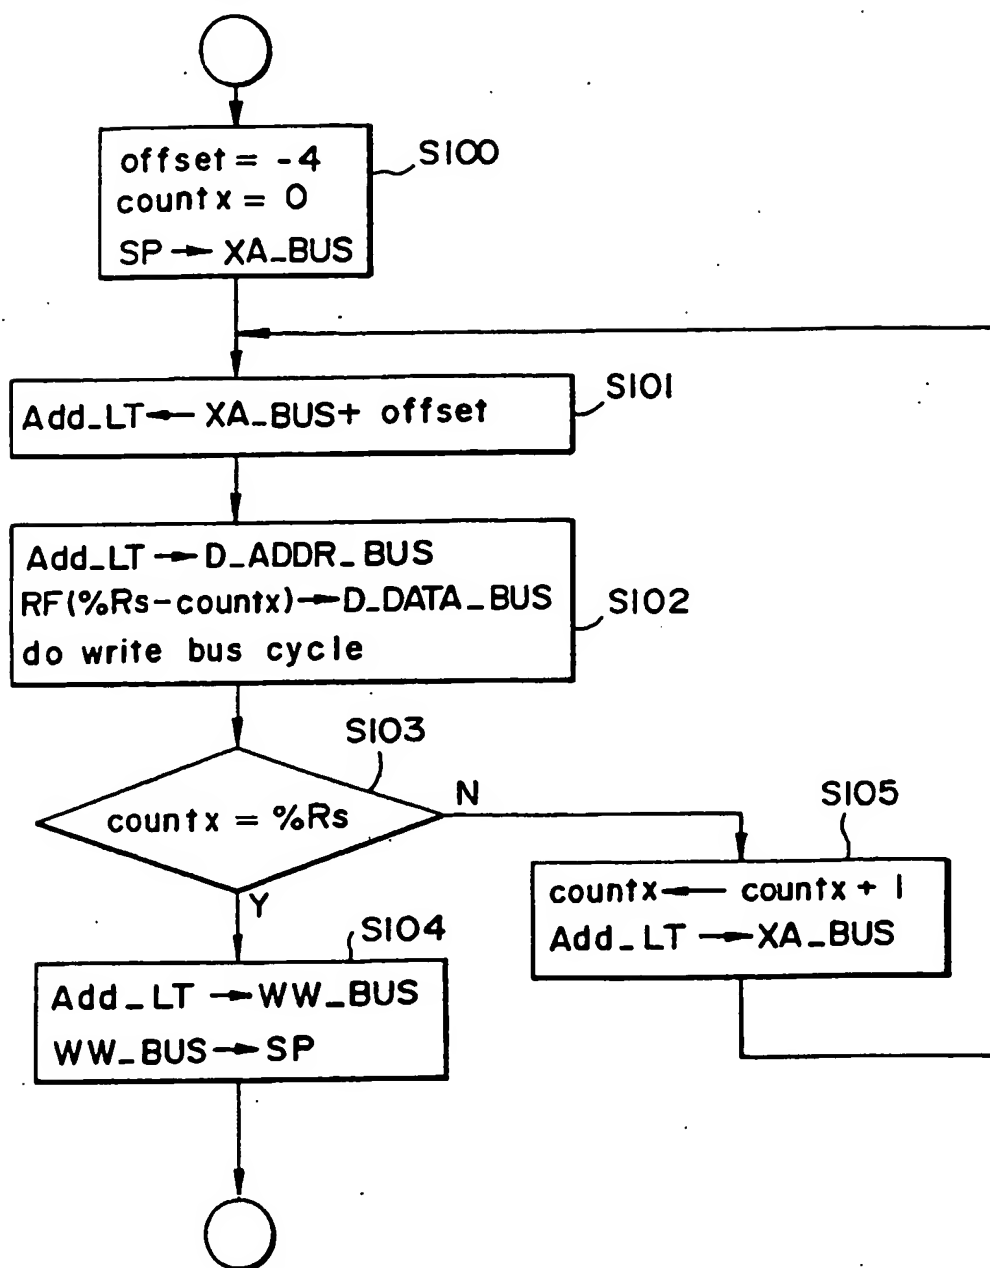 offset = -4
countx = 0
SP → XA_BUS
S100
Add_LT ← XA_BUS+ offset
S101
Add_LT → D_ADDR_BUS
RF(%Rs-countx) → D_DATA_BUS
do write bus cycle
S102
S103
countx = %Rs
N
Y
S105
countx ← countx + 1
Add_LT → XA_BUS
S104
Add_LT → WW_BUS
WW_BUS → SP